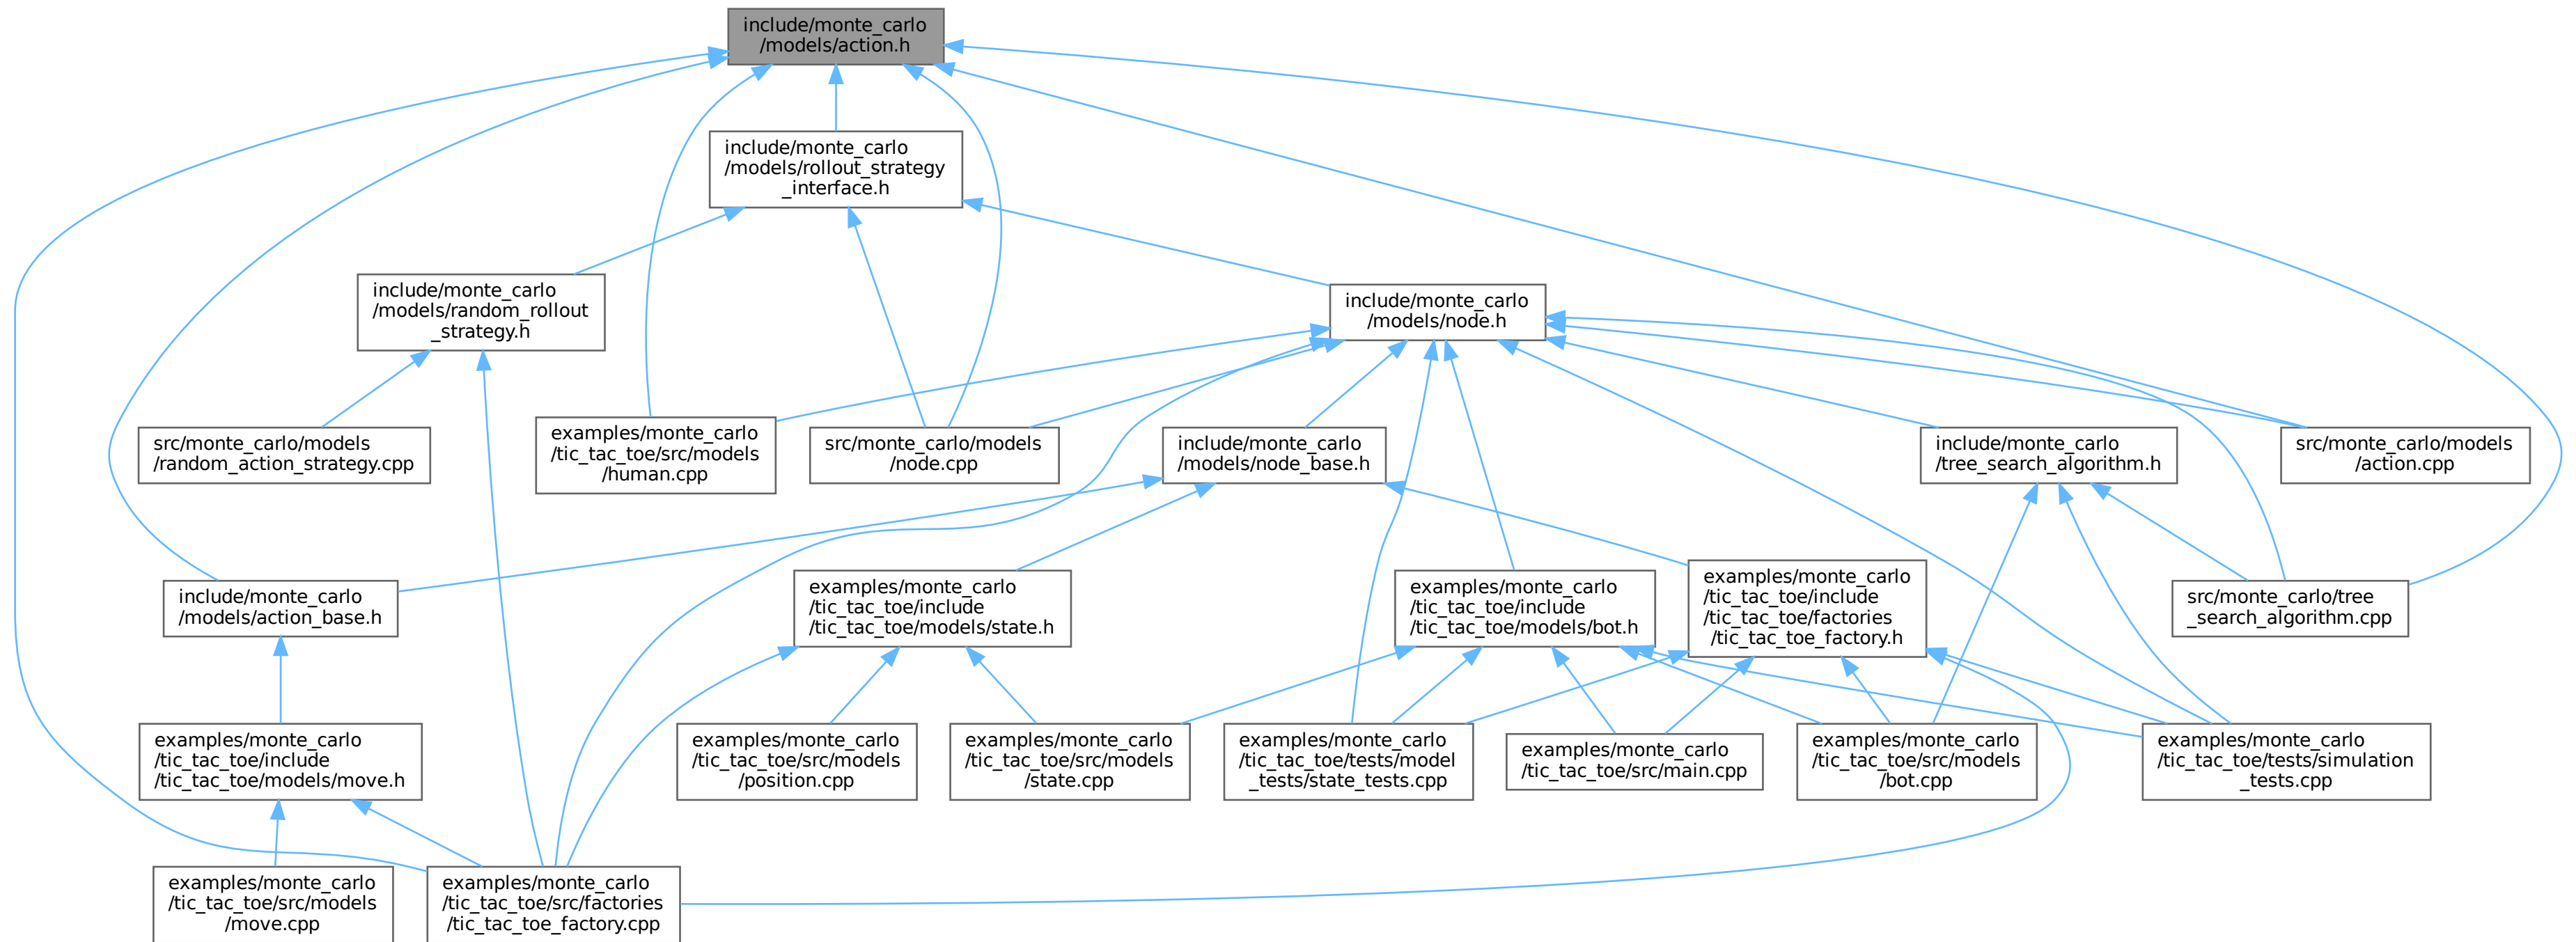 include/monte_carlo
/models/action.h
include/monte_carlo
/models/rollout_strategy
_interface.h
include/monte_carlo
/models/random_rollout
_strategy.h
include/monte_carlo
/models/node.h
src/monte_carlo/models
/random_action_strategy.cpp
examples/monte_carlo
/tic_tac_toe/src/models
/human.cpp
src/monte_carlo/models
/node.cpp
include/monte_carlo
/models/node_base.h
include/monte_carlo
/tree_search_algorithm.h
src/monte_carlo/models
/action.cpp
include/monte_carlo
/models/action_base.h
examples/monte_carlo
/tic_tac_toe/include
/tic_tac_toe/models/state.h
examples/monte_carlo
/tic_tac_toe/include
/tic_tac_toe/models/bot.h
examples/monte_carlo
/tic_tac_toe/include
/tic_tac_toe/factories
/tic_tac_toe_factory.h
src/monte_carlo/tree
_search_algorithm.cpp
examples/monte_carlo
/tic_tac_toe/include
/tic_tac_toe/models/move.h
examples/monte_carlo
/tic_tac_toe/src/models
/position.cpp
examples/monte_carlo
/tic_tac_toe/src/models
/state.cpp
examples/monte_carlo
/tic_tac_toe/tests/model
_tests/state_tests.cpp
examples/monte_carlo
/tic_tac_toe/src/main.cpp
examples/monte_carlo
/tic_tac_toe/src/models
/bot.cpp
examples/monte_carlo
/tic_tac_toe/tests/simulation
_tests.cpp
examples/monte_carlo
/tic_tac_toe/src/models
/move.cpp
examples/monte_carlo
/tic_tac_toe/src/factories
/tic_tac_toe_factory.cpp